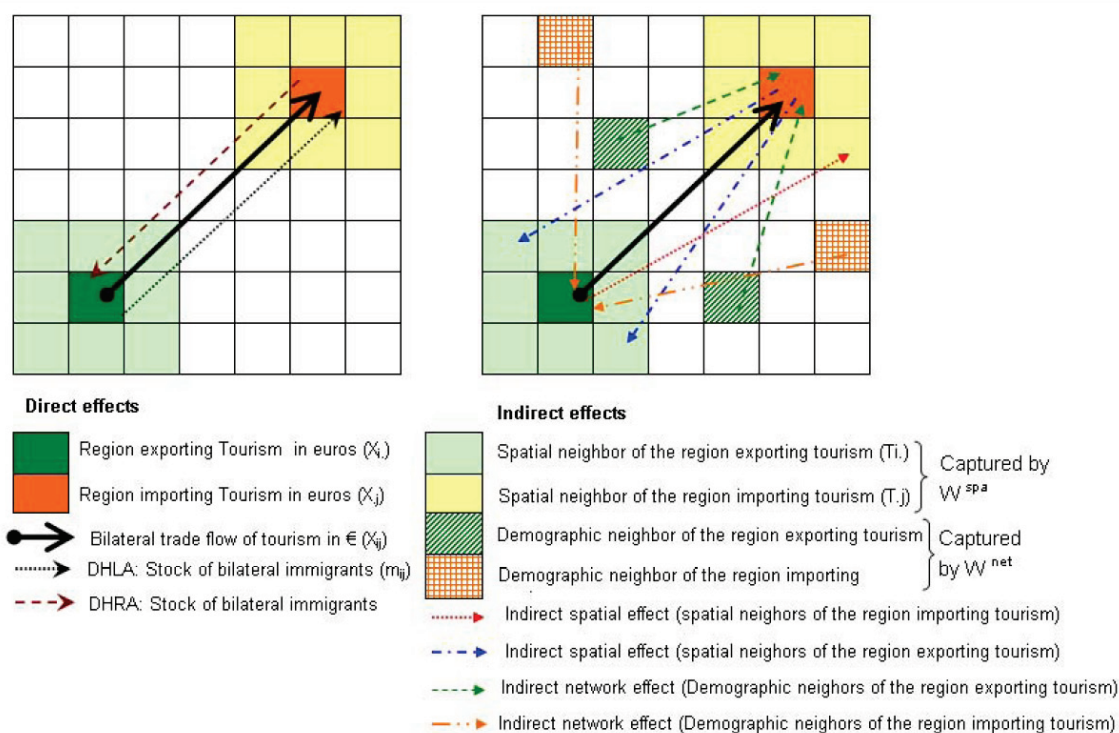 Direct effects
Region exporting Tourism in euros (Xi.)
Region importing Tourism in euros (X.j)
Bilateral trade flow of tourism in € (Xij)
DHLA: Stock of bilateral immigrants (mij)
DHRA: Stock of bilateral immigrants
Indirect effects
Spatial neighbor of the region exporting tourism (Ti.)
Spatial neighbor of the region importing tourism (T.j)
Captured by
W spa
Demographic neighbor of the region exporting tourism
Demographic neighbor of the region importing
Captured
by W net
Indirect spatial effect (spatial neighors of the region importing tourism)
Indirect spatial effect (spatial neighors of the region exporting tourism)
Indirect network effect (Demographic neighors of the region exporting tourism)
Indirect network effect (Demographic neighors of the region importing tourism)